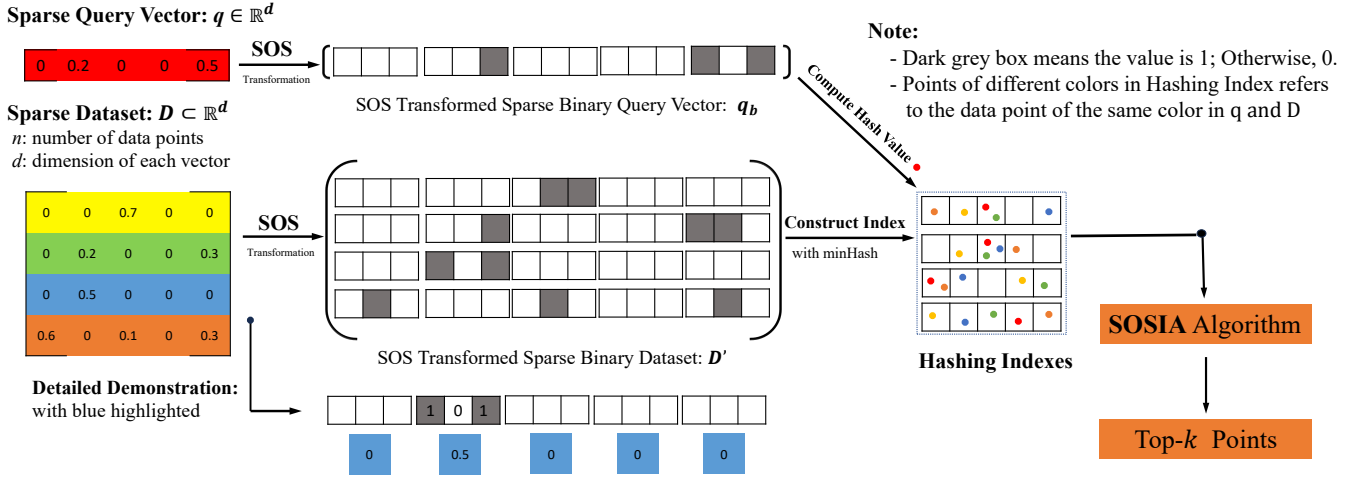 Sparse Query Vector: q ∈ ℝ^d
0 0.2 0 0 0.5
SOS
Transformation
SOS Transformed Sparse Binary Query Vector: q_b
Compute Hash Value
Note:
- Dark grey box means the value is 1; Otherwise, 0.
- Points of different colors in Hashing Index refers
to the data point of the same color in q and D
Sparse Dataset: D ⊂ ℝ^d
n: number of data points
d: dimension of each vector
0 0 0.7 0 0
0 0.2 0 0 0.3
0 0.5 0 0 0
0.6 0 0.1 0 0.3
SOS
Transformation
SOS Transformed Sparse Binary Dataset: D'
Construct Index
with minHash
Hashing Indexes
SOSIA Algorithm
Top-k Points
Detailed Demonstration:
with blue highlighted
1 0 1
0 0.5 0 0 0